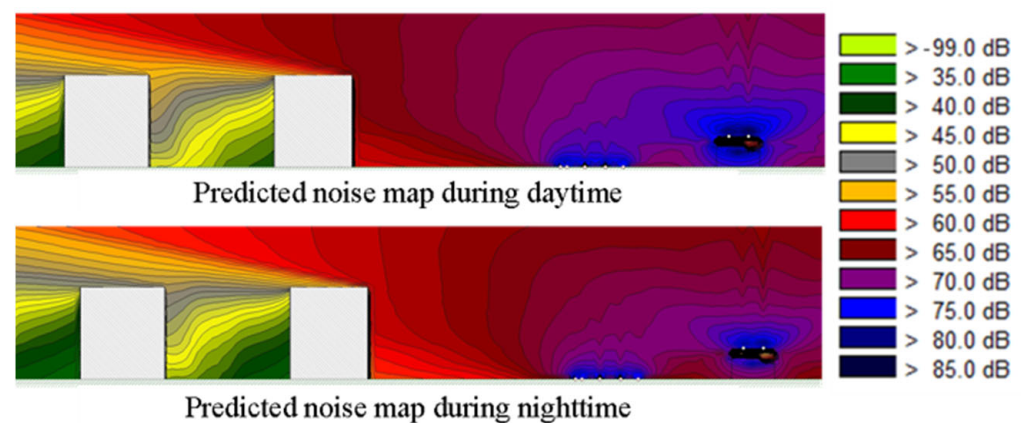 > -99.0 dB
> 35.0 dB
> 40.0 dB
> 45.0 dB
> 50.0 dB
> 55.0 dB
> 60.0 dB
> 65.0 dB
> 70.0 dB
> 75.0 dB
> 80.0 dB
> 85.0 dB
Predicted noise map during daytime
Predicted noise map during nighttime